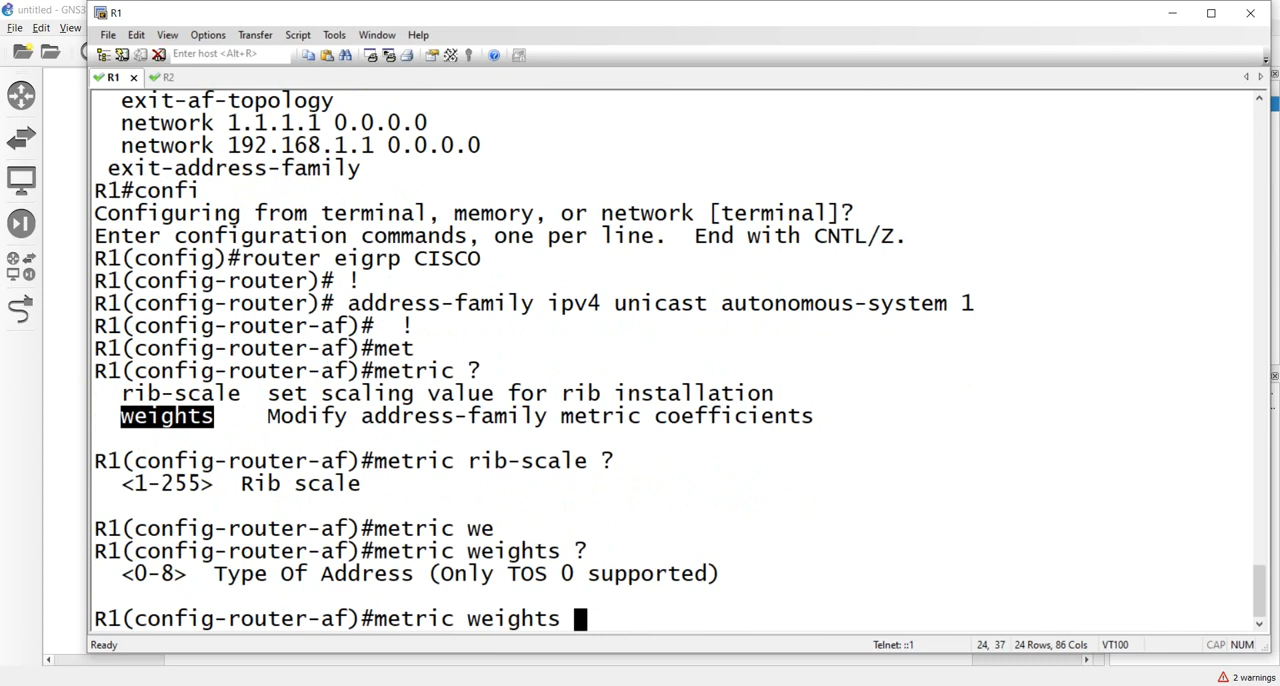 untitled - GNS3
R1
File Edit View
File Edit View Options Transfer Script Tools Window Help
Enter host <Alt+R>
R1 R2
exit-af-topology
network 1.1.1.1 0.0.0.0
network 192.168.1.1 0.0.0.0
exit-address-family
R1#confi
Configuring from terminal, memory, or network [terminal]?
Enter configuration commands, one per line.  End with CNTL/Z.
R1(config)#router eigrp CISCO
R1(config-router)# !
R1(config-router)# address-family ipv4 unicast autonomous-system 1
R1(config-router-af)#  !
R1(config-router-af)#met
R1(config-router-af)#metric ?
rib-scale  set scaling value for rib installation
weights    Modify address-family metric coefficients
R1(config-router-af)#metric rib-scale ?
<1-255>  Rib scale
R1(config-router-af)#metric we
R1(config-router-af)#metric weights ?
<0-8>  Type Of Address (Only TOS 0 supported)
R1(config-router-af)#metric weights
Ready Telnet: ::1 24, 37 24 Rows, 86 Cols VT100 CAP NUM
2 warnings